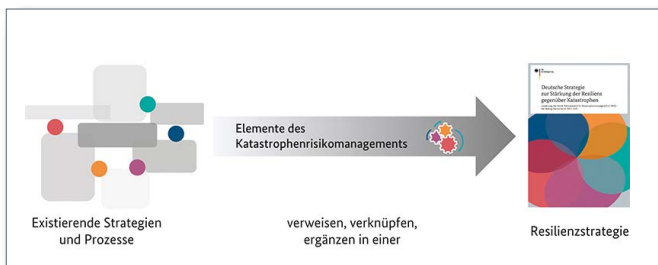 Deutsche Strategie
zur Stärkung der Resilienz
gegenüber Katastrophen
Elemente des
Katastrophenrisikomanagements
Existierende Strategien
und Prozesse
verweisen, verknüpfen,
ergänzen in einer
Resilienzstrategie